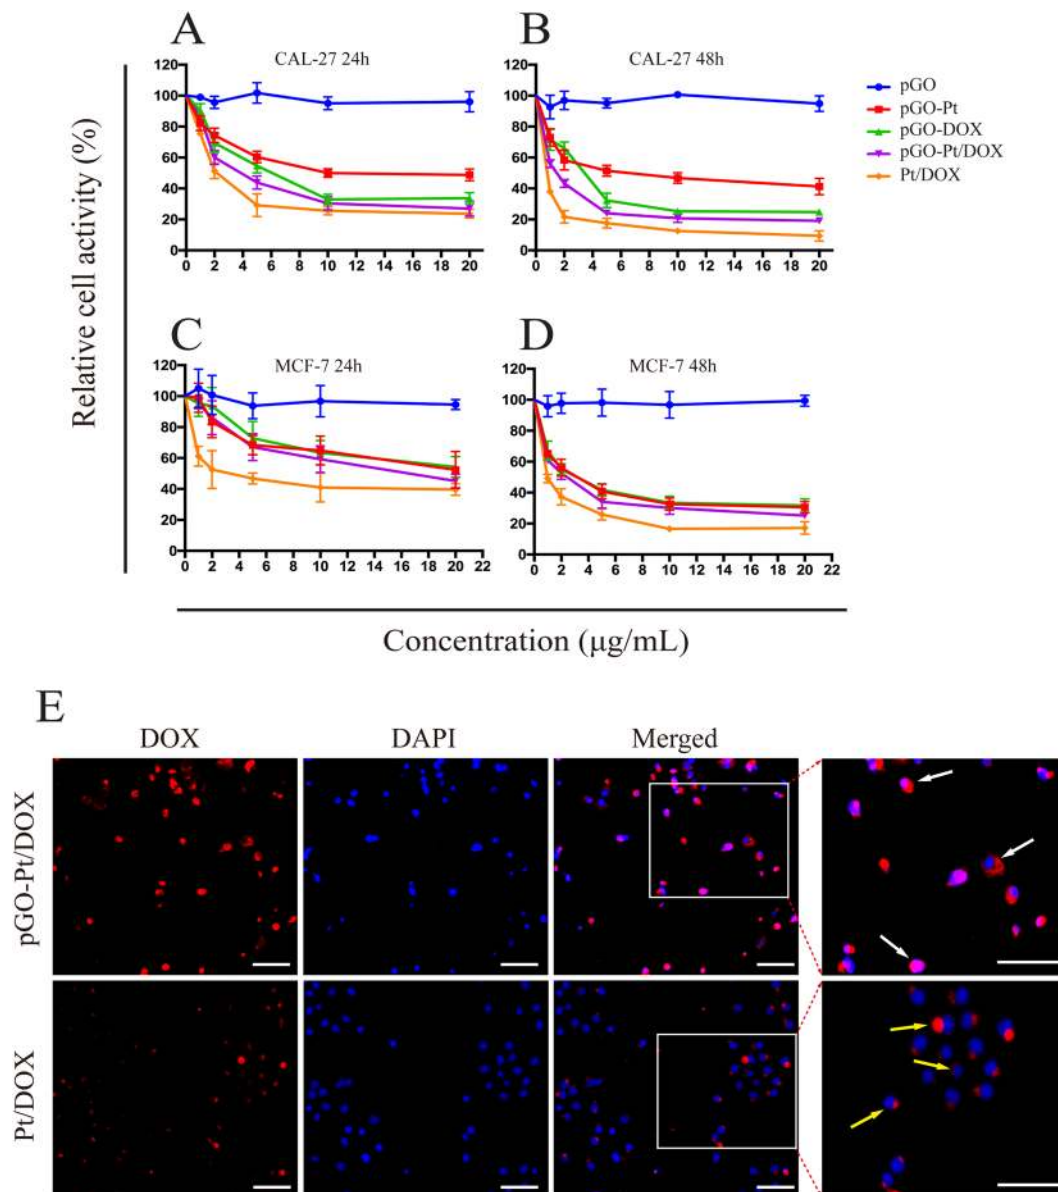 A
B
CAL-27 24h
CAL-27 48h
120
100
80
60
40
20
0
0 2 4 6 8 10 12 14 16 18 20
120
100
80
60
40
20
0
0 2 4 6 8 10 12 14 16 18 20
pGO
pGO-Pt
pGO-DOX
pGO-Pt/DOX
Pt/DOX
Relative cell activity (%)
C
D
MCF-7 24h
MCF-7 48h
120
100
80
60
40
20
0
0 2 4 6 8 10 12 14 16 18 20 22
120
100
80
60
40
20
0
0 2 4 6 8 10 12 14 16 18 20 22
Concentration (μg/mL)
E
DOX
DAPI
Merged
pGO-Pt/DOX
Pt/DOX